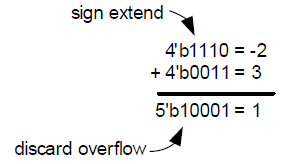 sign extend
4'b1110 = -2
+ 4'b0011 = 3
5'b10001 = 1
discard overflow